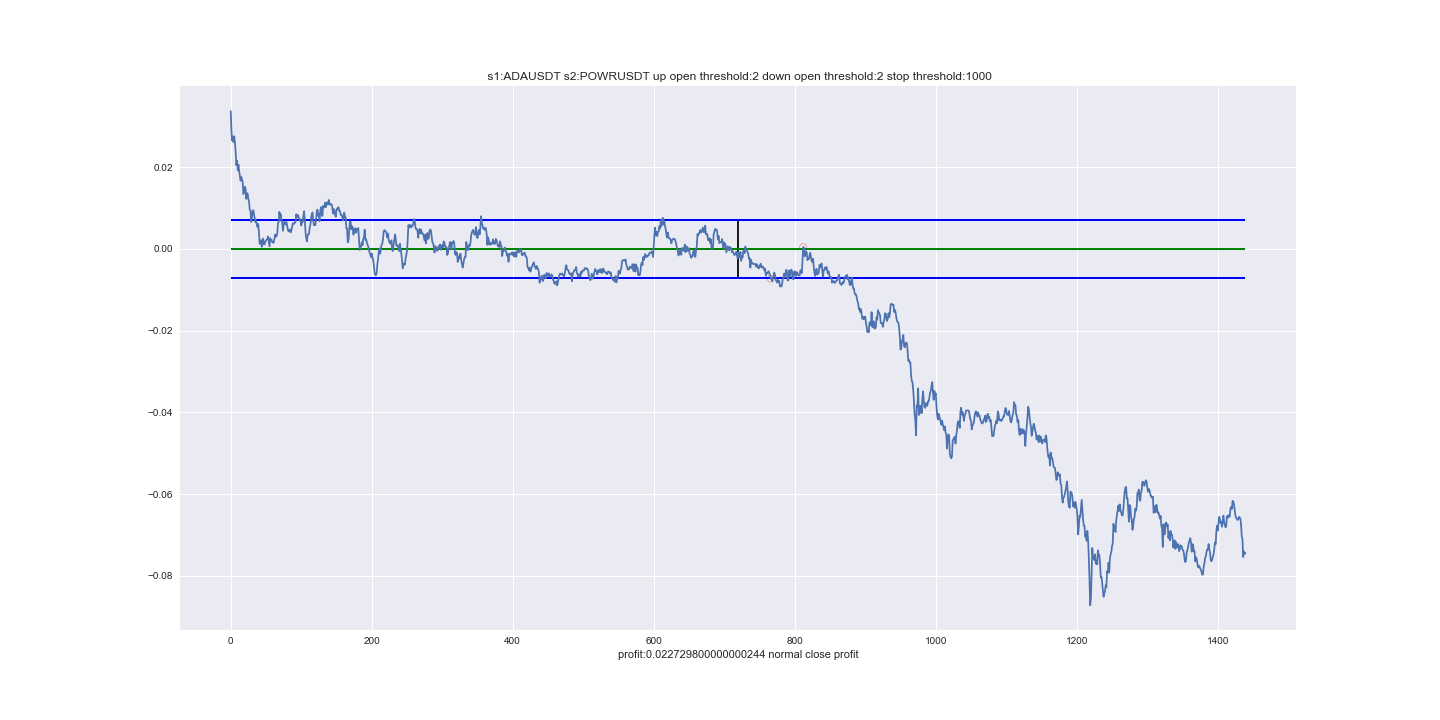 s1:ADAUSDT s2:POWRUSDT up open threshold:2 down open threshold:2 stop threshold:1000
0.02
0.00
−0.02
−0.04
−0.06
−0.08
0 200 400 600 800 1000 1200 1400
profit:0.022729800000000244 normal close profit